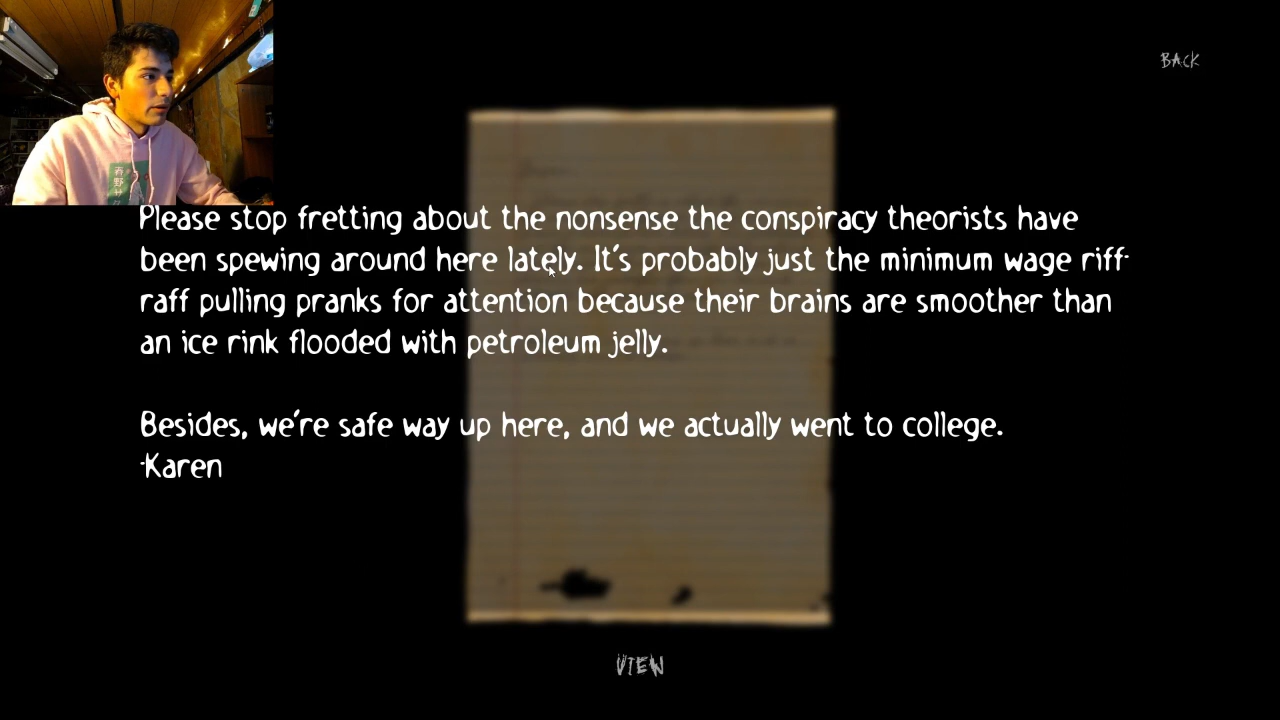 BACK
Please stop fretting about the nonsense the conspiracy theorists have
been spewing around here lately. It's probably just the minimum wage riff-
raff pulling pranks for attention because their brains are smoother than
an ice rink flooded with petroleum jelly.
Besides, we're safe way up here, and we actually went to college.
-Karen
VIEW